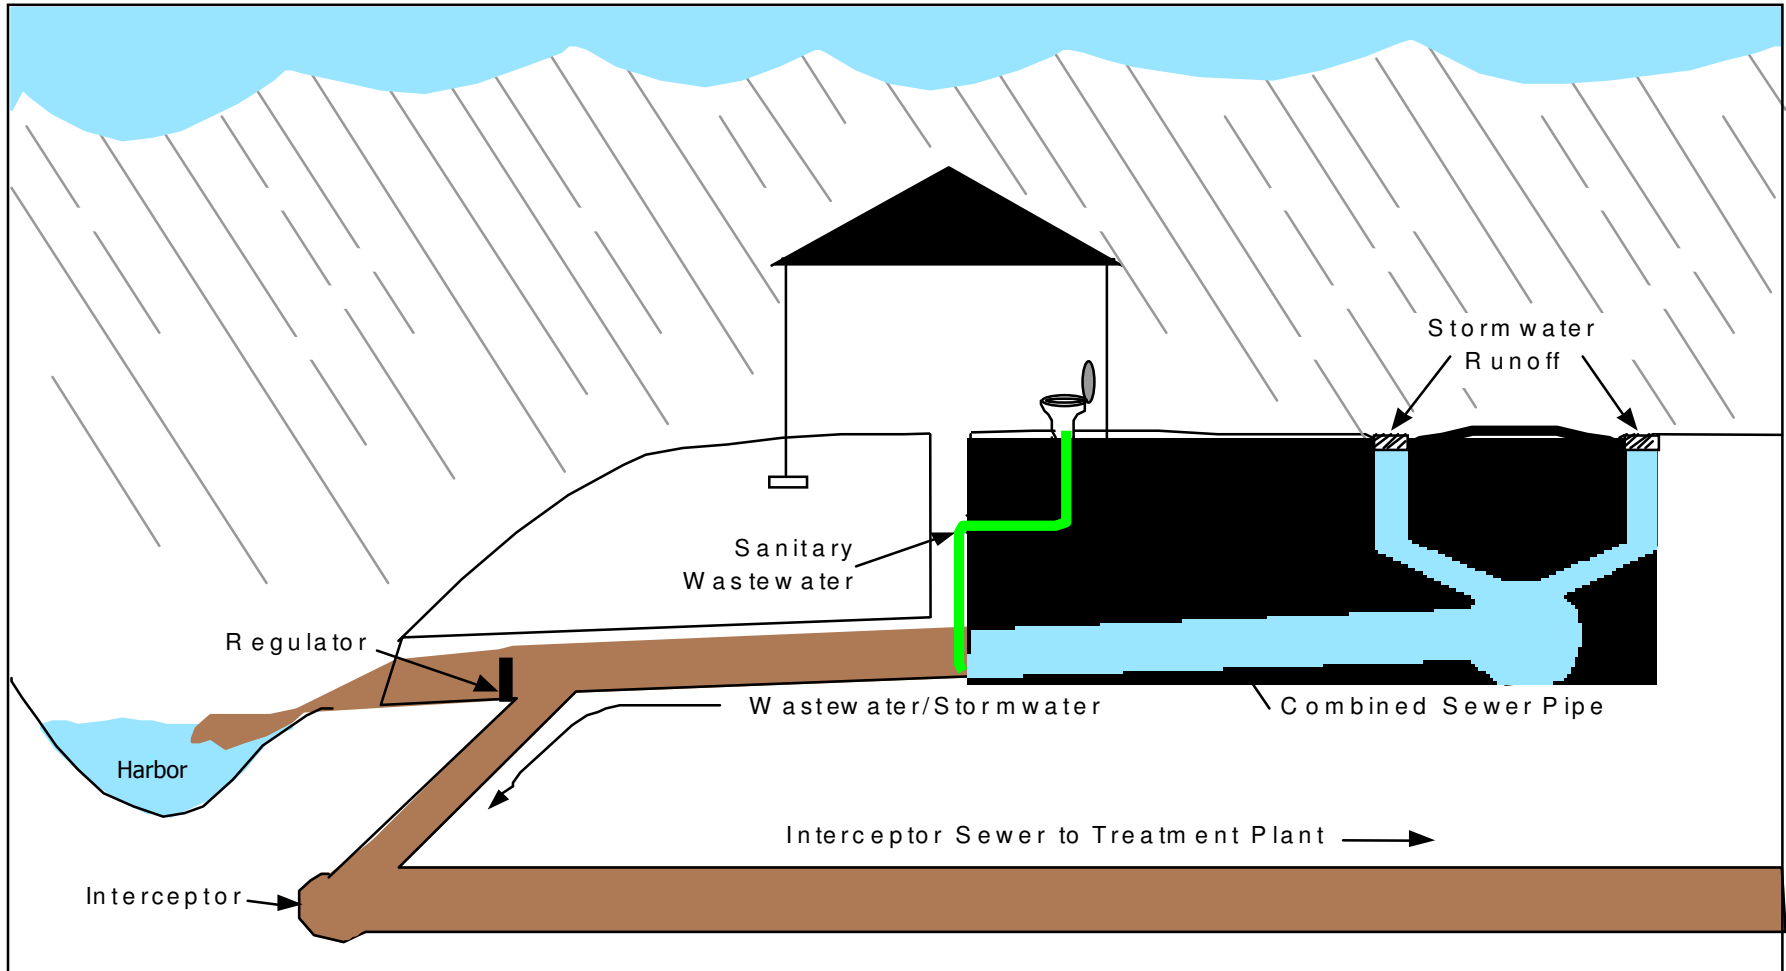 Stormwater
Runoff
Sanitary
Wastewater
Regulator
Wastewater/Stormwater
Combined Sewer Pipe
Harbor
Interceptor Sewer to Treatment Plant
Interceptor